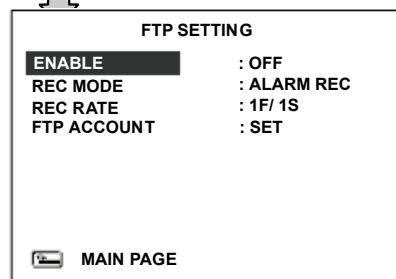 FTP SETTING
ENABLE : OFF
REC MODE : ALARM REC
REC RATE : 1F/ 1S
FTP ACCOUNT : SET
MAIN PAGE